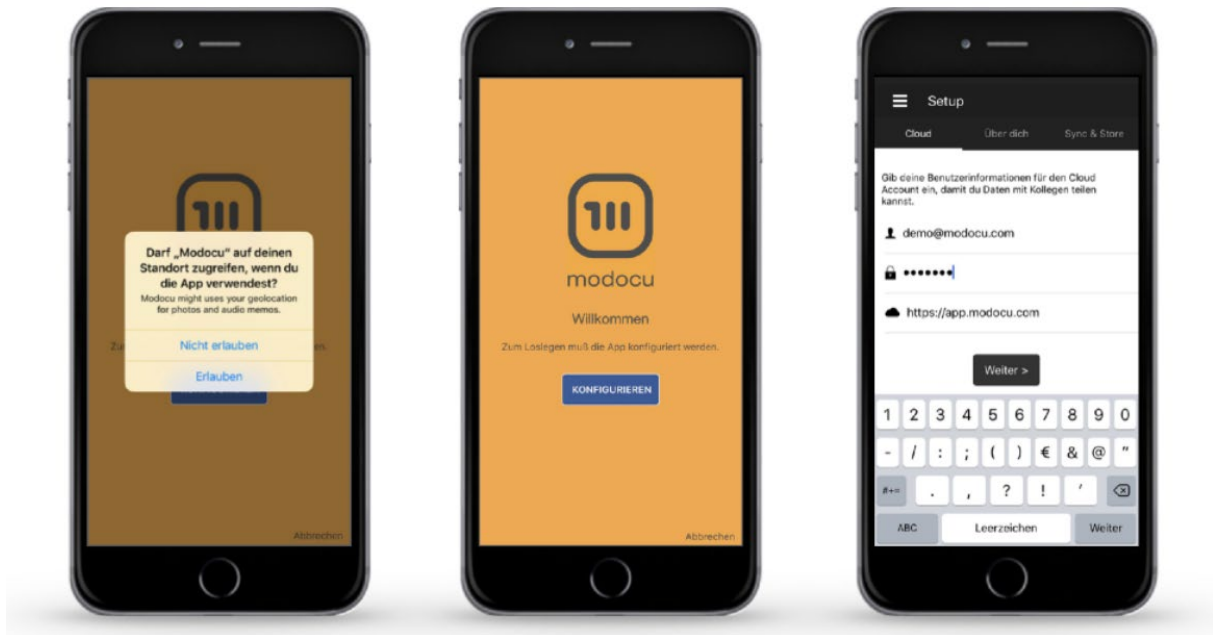 Darf „Modocu" auf deinen
Standort zugreifen, wenn du
die App verwendest?
Modocu might uses your geolocation
for photos and audio memos.
Zu
en.
Nicht erlauben
Erlauben
Abbrechen
modocu
Willkommen
Zum Loslegen muß die App konfiguriert werden.
KONFIGURIEREN
Abbrechen
Setup
Cloud Über dich Sync & Store
Gib deine Benutzerinformationen für den Cloud
Account ein, damit du Daten mit Kollegen teilen
kannst.
demo@modocu.com
•••••••
https://app.modocu.com
Weiter >
1 2 3 4 5 6 7 8 9 0
- / : ; ( ) € & @ "
#+= . , ? ! '
ABC Leerzeichen Weiter